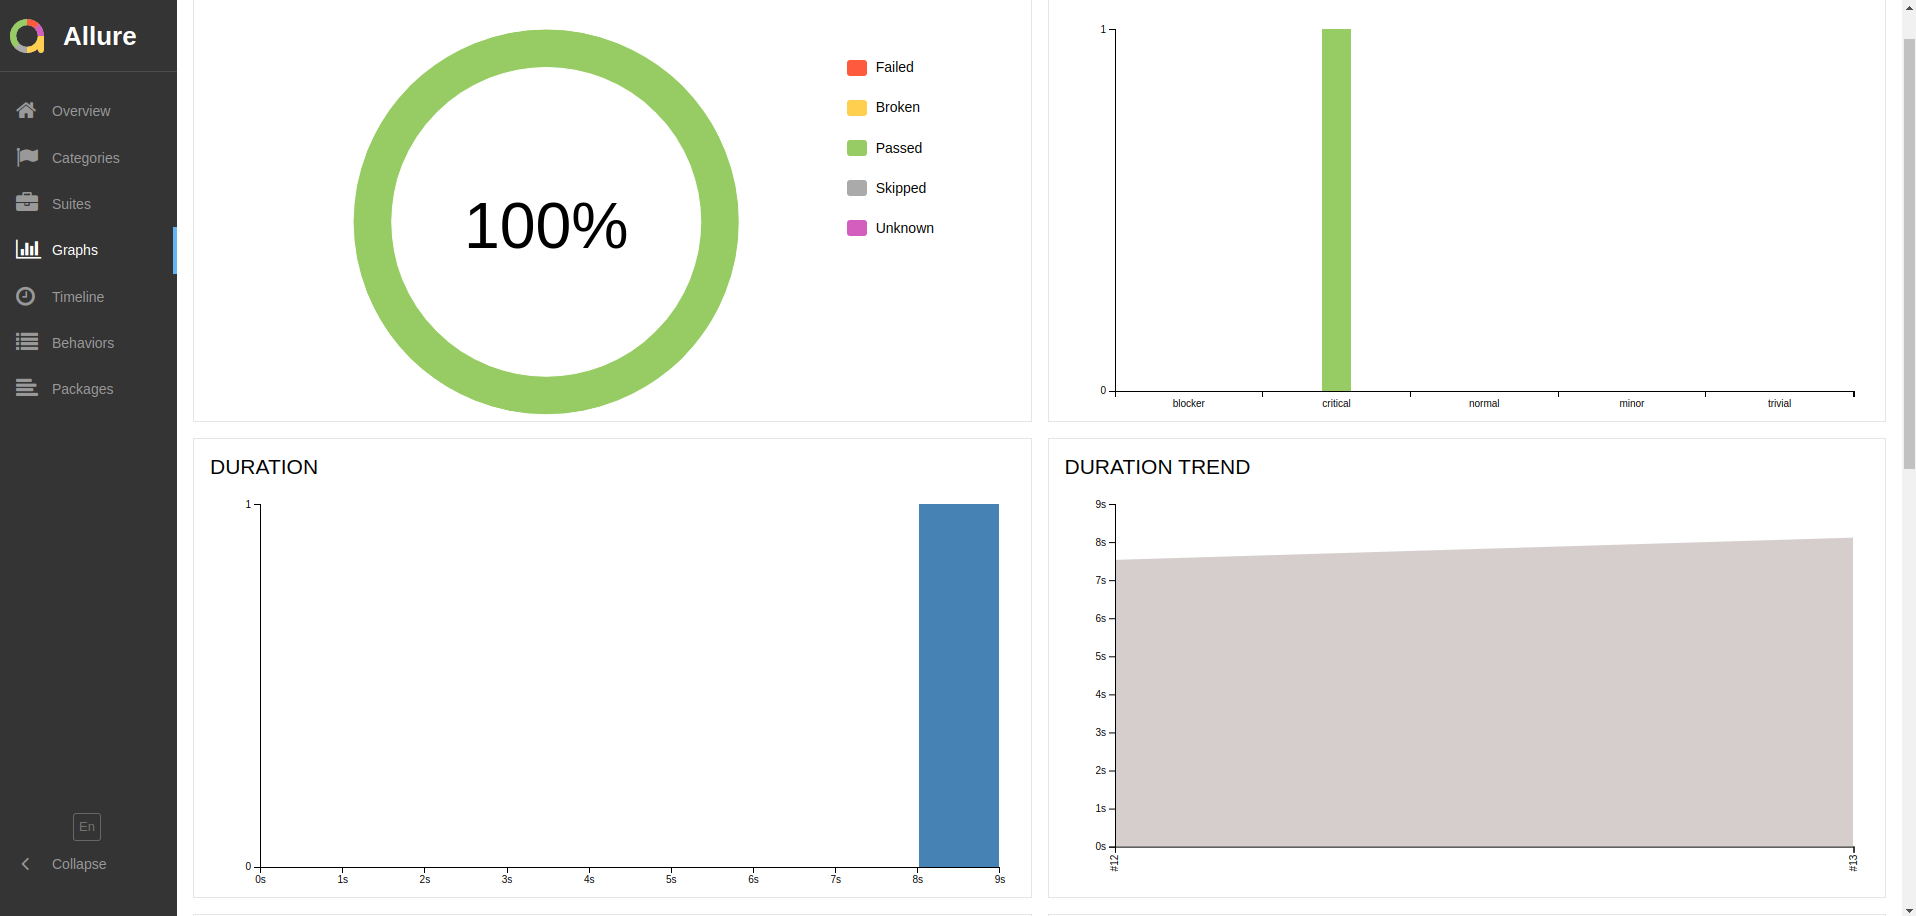 Allure
Overview
Categories
Suites
Graphs
Timeline
Behaviors
Packages
En
Collapse
100%
Failed
Broken
Passed
Skipped
Unknown
1
0
blocker critical normal minor trivial
DURATION
1
0
0s 1s 2s 3s 4s 5s 6s 7s 8s 9s
DURATION TREND
9s
8s
7s
6s
5s
4s
3s
2s
1s
0s
#12 #13